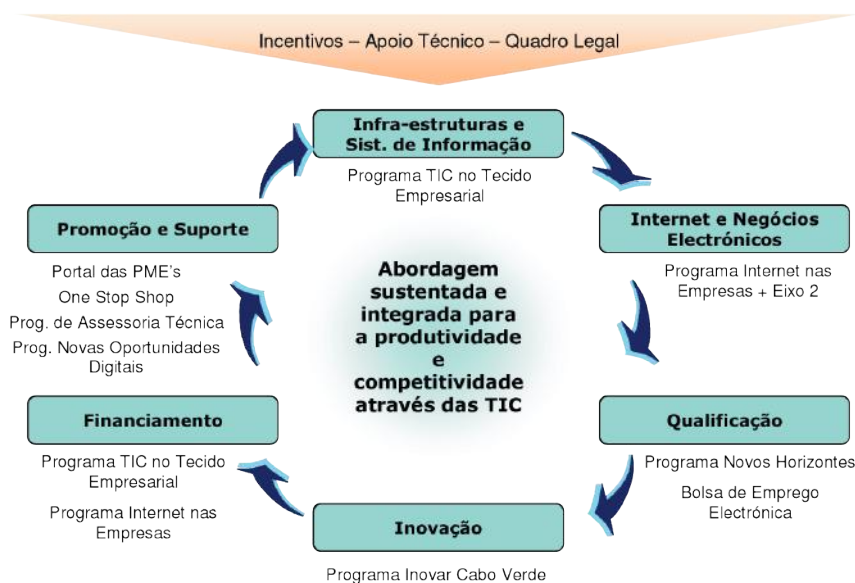 Incentivos – Apoio Técnico – Quadro Legal
Infra-estruturas e
Sist. de Informação
Programa TIC no Tecido
Empresarial
Internet e Negócios
Electrónicos
Programa Internet nas
Empresas + Eixo 2
Qualificação
Programa Novos Horizontes
Bolsa de Emprego
Electrónica
Inovação
Programa Inovar Cabo Verde
Financiamento
Programa TIC no Tecido
Empresarial
Programa Internet nas
Empresas
Promoção e Suporte
Portal das PME's
One Stop Shop
Prog. de Assessoria Técnica
Prog. Novas Oportunidades
Digitais
Abordagem
sustentada e
integrada para
a produtividade
e
competitividade
através das TIC